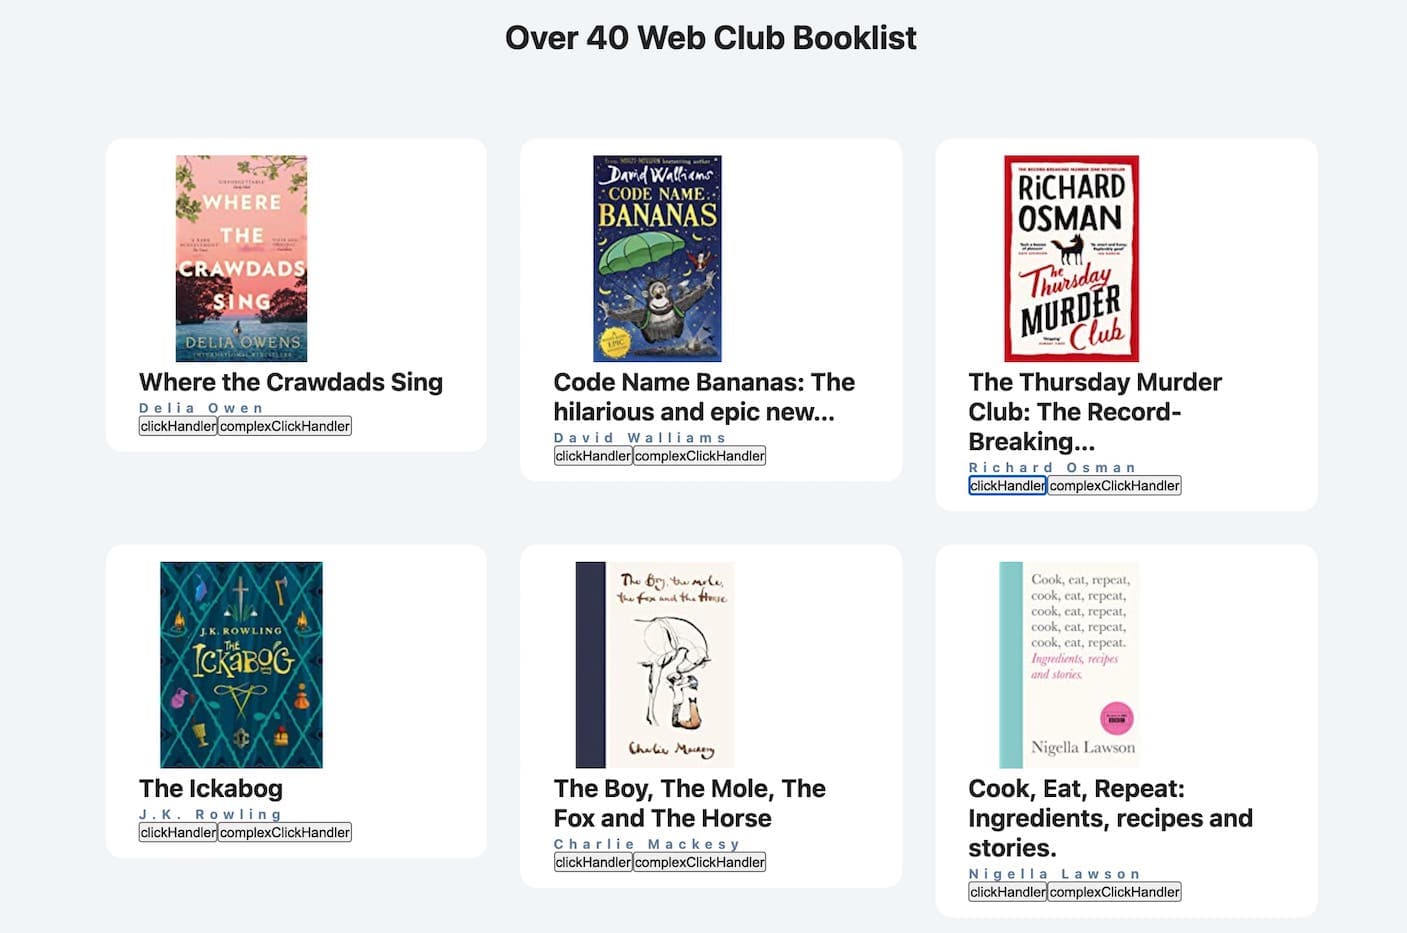 Over 40 Web Club Booklist
WHERE
THE
CRAWDADS
SING
DELIA OWENS
Where the Crawdads Sing
Delia Owen
clickHandler complexClickHandler
David Walliams
CODE NAME
BANANAS
EPIC
Code Name Bananas: The
hilarious and epic new...
David Walliams
clickHandler complexClickHandler
RICHARD
OSMAN
The
Thursday
MURDER
Club
The Thursday Murder
Club: The Record-
Breaking...
Richard Osman
clickHandler complexClickHandler
J.K. ROWLING
THE
ICKABOG
The Ickabog
J.K. Rowling
clickHandler complexClickHandler
The Boy, the mole,
the fox and the Horse
Charlie Mackesy
The Boy, The Mole, The
Fox and The Horse
Charlie Mackesy
clickHandler complexClickHandler
Cook, eat, repeat,
cook, eat, repeat,
cook, eat, repeat,
cook, eat, repeat,
cook, eat, repeat.
Ingredients, recipes
and stories.
BBC
Nigella Lawson
Cook, Eat, Repeat:
Ingredients, recipes and
stories.
Nigella Lawson
clickHandler complexClickHandler